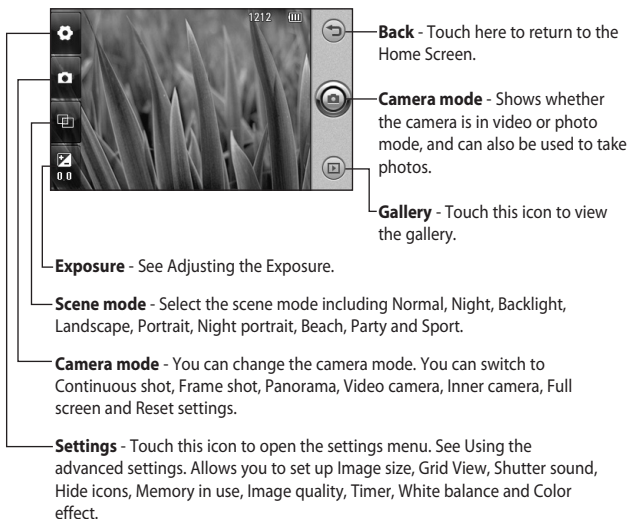 1212
0 0
Back - Touch here to return to the
Home Screen.
Camera mode - Shows whether
the camera is in video or photo
mode, and can also be used to take
photos.
Gallery - Touch this icon to view
the gallery.
Exposure - See Adjusting the Exposure.
Scene mode - Select the scene mode including Normal, Night, Backlight,
Landscape, Portrait, Night portrait, Beach, Party and Sport.
Camera mode - You can change the camera mode. You can switch to
Continuous shot, Frame shot, Panorama, Video camera, Inner camera, Full
screen and Reset settings.
Settings - Touch this icon to open the settings menu. See Using the
advanced settings. Allows you to set up Image size, Grid View, Shutter sound,
Hide icons, Memory in use, Image quality, Timer, White balance and Color
effect.